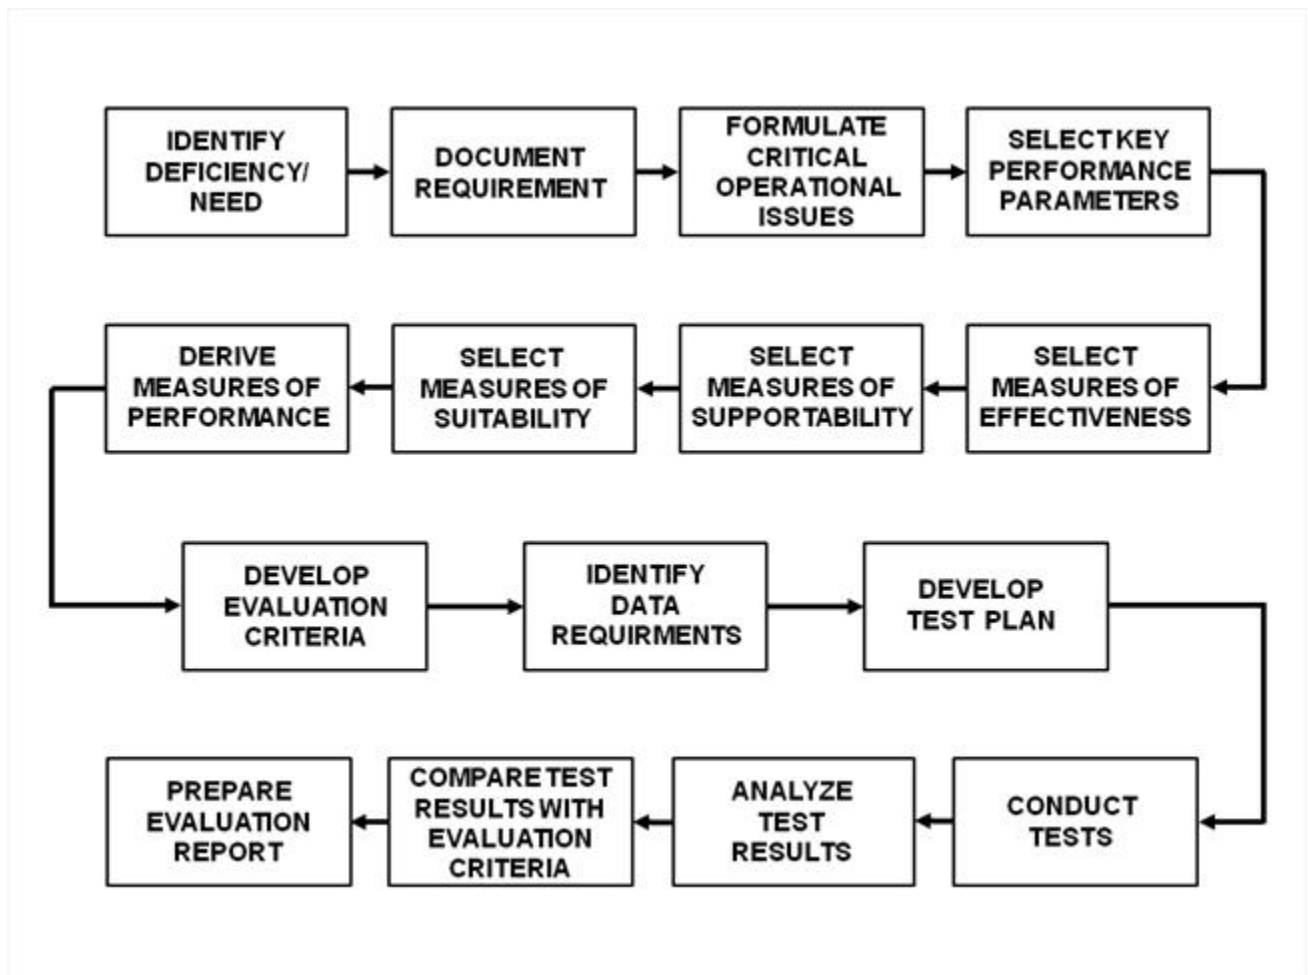 IDENTIFY
DEFICIENCY/
NEED
DOCUMENT
REQUIREMENT
FORMULATE
CRITICAL
OPERATIONAL
ISSUES
SELECT KEY
PERFORMANCE
PARAMETERS
SELECT
MEASURES OF
EFFECTIVENESS
SELECT
MEASURES OF
SUPPORTABILITY
SELECT
MEASURES OF
SUITABILITY
DERIVE
MEASURES OF
PERFORMANCE
DEVELOP
EVALUATION
CRITERIA
IDENTIFY
DATA
REQUIRMENTS
DEVELOP
TEST PLAN
CONDUCT
TESTS
ANALYZE
TEST
RESULTS
COMPARE TEST
RESULTS WITH
EVALUATION
CRITERIA
PREPARE
EVALUATION
REPORT